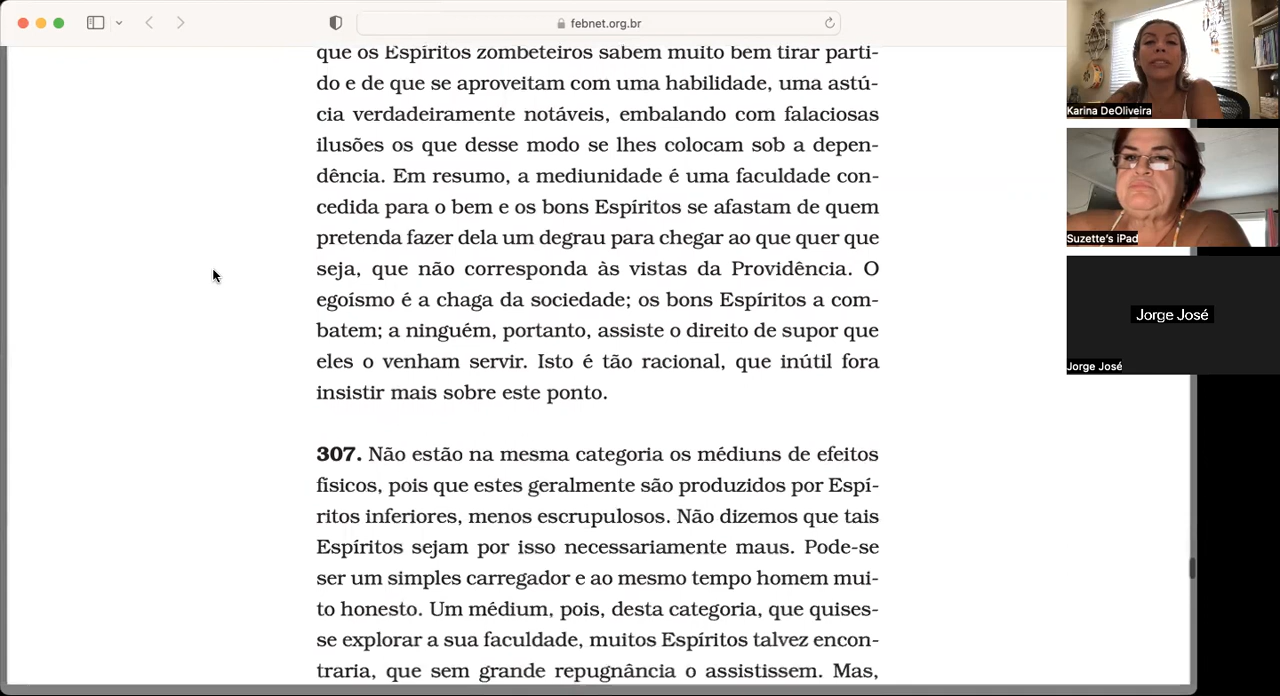 febnet.org.br
que os Espíritos zombeteiros sabem muito bem tirar parti-
do e de que se aproveitam com uma habilidade, uma astú-
cia verdadeiramente notáveis, embalando com falaciosas
ilusões os que desse modo se lhes colocam sob a depen-
dência. Em resumo, a mediunidade é uma faculdade con-
cedida para o bem e os bons Espíritos se afastam de quem
pretenda fazer dela um degrau para chegar ao que quer que
seja, que não corresponda às vistas da Providência. O
egoísmo é a chaga da sociedade; os bons Espíritos a com-
batem; a ninguém, portanto, assiste o direito de supor que
eles o venham servir. Isto é tão racional, que inútil fora
insistir mais sobre este ponto.
307. Não estão na mesma categoria os médiuns de efeitos
físicos, pois que estes geralmente são produzidos por Espí-
ritos inferiores, menos escrupulosos. Não dizemos que tais
Espíritos sejam por isso necessariamente maus. Pode-se
ser um simples carregador e ao mesmo tempo homem mui-
to honesto. Um médium, pois, desta categoria, que quises-
se explorar a sua faculdade, muitos Espíritos talvez encon-
traria, que sem grande repugnância o assistissem. Mas,
Karina DeOliveira
Suzette’s iPad
Jorge José
Jorge José